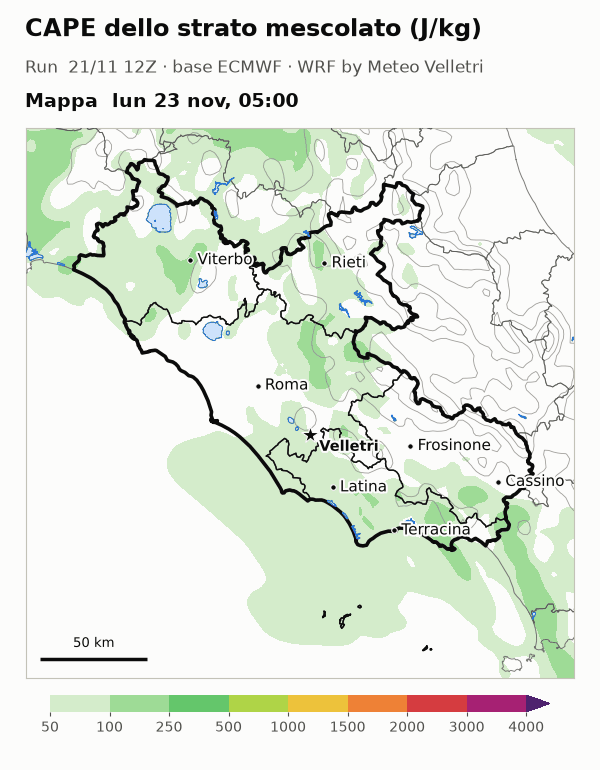 CAPE dello strato mescolato (J/kg)
Run  21/11 12Z · base ECMWF · WRF by Meteo Velletri
Mappa  lun 23 nov, 05:00
Viterbo
Rieti
Roma
Velletri
Frosinone
Latina
Cassino
Terracina
50 km
50 100 250 500 1000 1500 2000 3000 4000